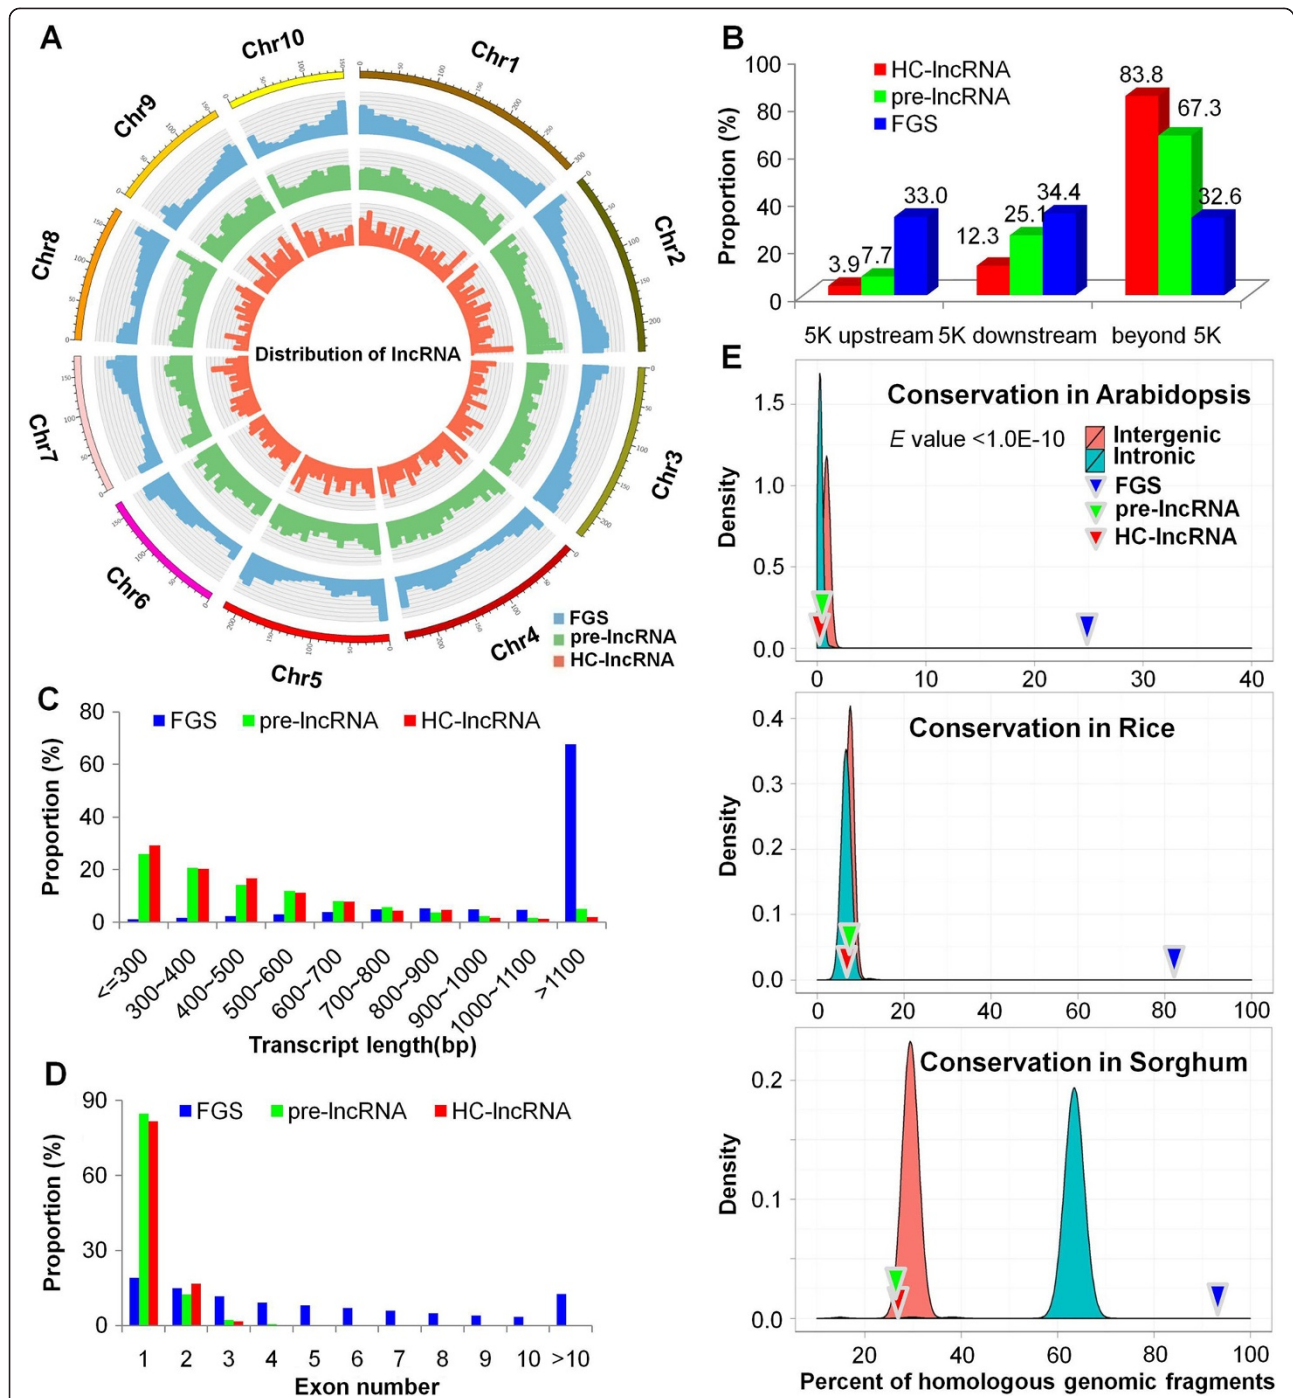 A
Chr10
Chr1
Chr9
Chr2
Chr8
Chr3
Chr7
Chr4
Chr6
Chr5
Distribution of lncRNA
FGS
pre-lncRNA
HC-lncRNA
B
HC-lncRNA
pre-lncRNA
FGS
Proportion (%)
100
80
60
40
20
0
3.9
7.7
33.0
12.3
25.1
34.4
83.8
67.3
32.6
5K upstream 5K downstream beyond 5K
C
FGS pre-lncRNA HC-lncRNA
Proportion (%)
80
60
40
20
0
<=300
300~400
400~500
500~600
600~700
700~800
800~900
900~1000
1000~1100
>1100
Transcript length(bp)
D
FGS pre-lncRNA HC-lncRNA
Proportion (%)
90
60
30
0
1 2 3 4 5 6 7 8 9 10 >10
Exon number
E
Conservation in Arabidopsis
E value <1.0E-10
Intergenic
Intronic
FGS
pre-lncRNA
HC-lncRNA
Density
1.5
1.0
0.5
0.0
0 10 20 30 40
Conservation in Rice
Density
0.4
0.3
0.2
0.1
0.0
0 20 40 60 80 100
Conservation in Sorghum
Density
0.2
0.1
0.0
20 40 60 80 100
Percent of homologous genomic fragments